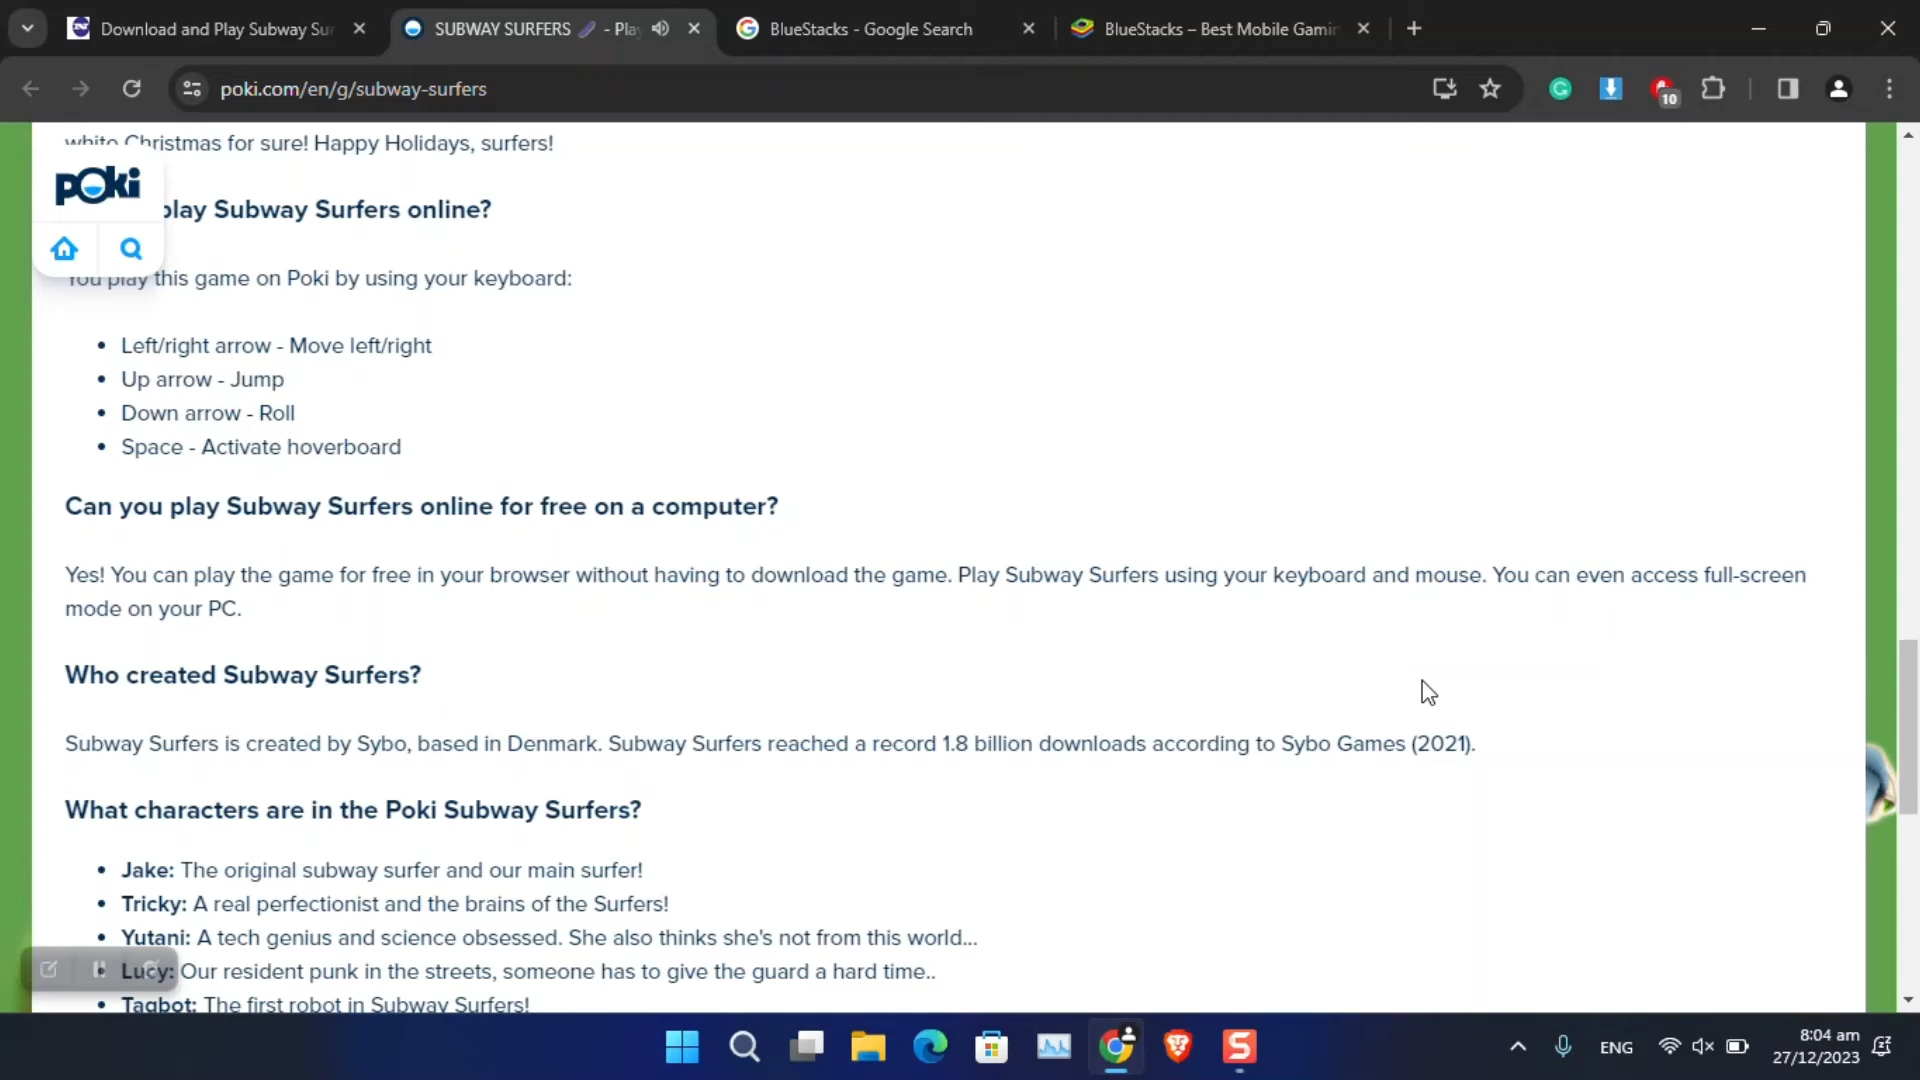 Download and Play Subway Sur
SUBWAY SURFERS - Pla
BlueStacks - Google Search
BlueStacks – Best Mobile Gamin
poki.com/en/g/subway-surfers
10
white Christmas for sure! Happy Holidays, surfers!
poki
play Subway Surfers online?
You play this game on Poki by using your keyboard:
• Left/right arrow - Move left/right
• Up arrow - Jump
• Down arrow - Roll
• Space - Activate hoverboard
Can you play Subway Surfers online for free on a computer?
Yes! You can play the game for free in your browser without having to download the game. Play Subway Surfers using your keyboard and mouse. You can even access full-screen
mode on your PC.
Who created Subway Surfers?
Subway Surfers is created by Sybo, based in Denmark. Subway Surfers reached a record 1.8 billion downloads according to Sybo Games (2021).
What characters are in the Poki Subway Surfers?
• Jake: The original subway surfer and our main surfer!
• Tricky: A real perfectionist and the brains of the Surfers!
• Yutani: A tech genius and science obsessed. She also thinks she's not from this world...
• Lucy: Our resident punk in the streets, someone has to give the guard a hard time..
• Tagbot: The first robot in Subway Surfers!
ENG
8:04 am
27/12/2023